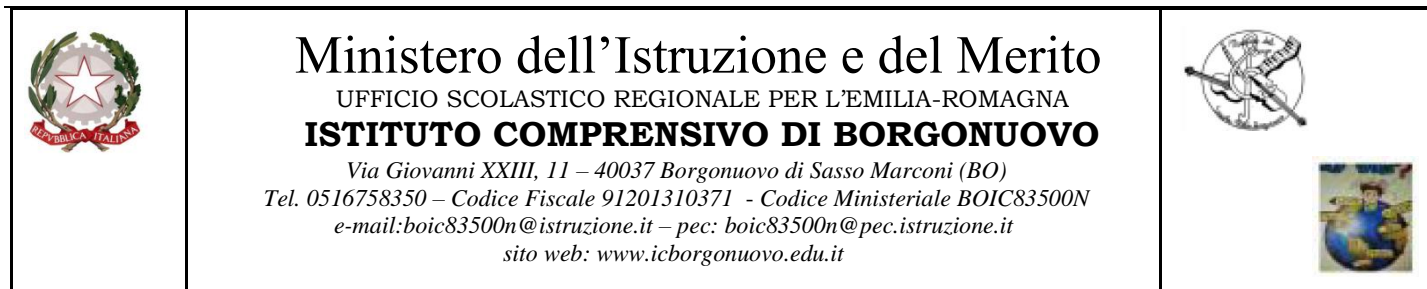 Ministero dell’Istruzione e del Merito
UFFICIO SCOLASTICO REGIONALE PER L’EMILIA-ROMAGNA
ISTITUTO COMPRENSIVO DI BORGONUOVO
Via Giovanni XXIII, 11 – 40037 Borgonuovo di Sasso Marconi (BO)
Tel. 0516758350 – Codice Fiscale 91201310371 - Codice Ministeriale BOIC83500N
e-mail:boic83500n@istruzione.it – pec: boic83500n@pec.istruzione.it
sito web: www.icborgonuovo.edu.it
REPVBBLICA ITALIANA